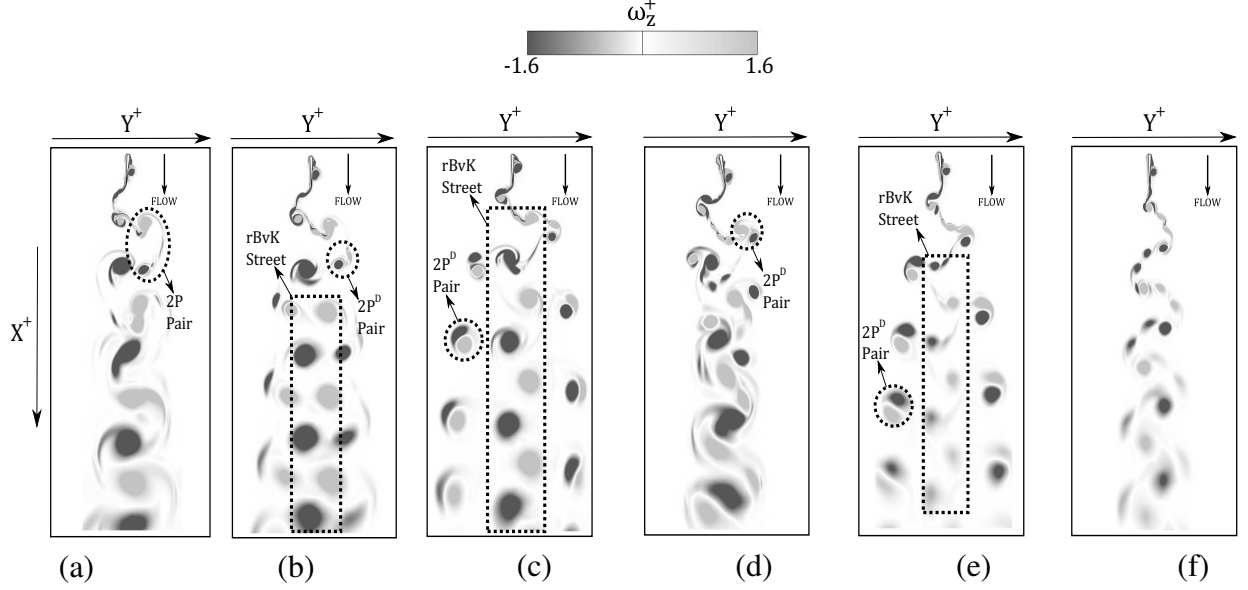 ω_z^+
-1.6 1.6
Y^+ Y^+ Y^+ Y^+ Y^+ Y^+
X^+
FLOW
2P
Pair
(a)
FLOW
rBvK
Street
2P^D
Pair
(b)
rBvK
Street
FLOW
2P^D
Pair
(c)
FLOW
2P^D
Pair
(d)
rBvK
Street
FLOW
2P^D
Pair
(e)
FLOW
(f)